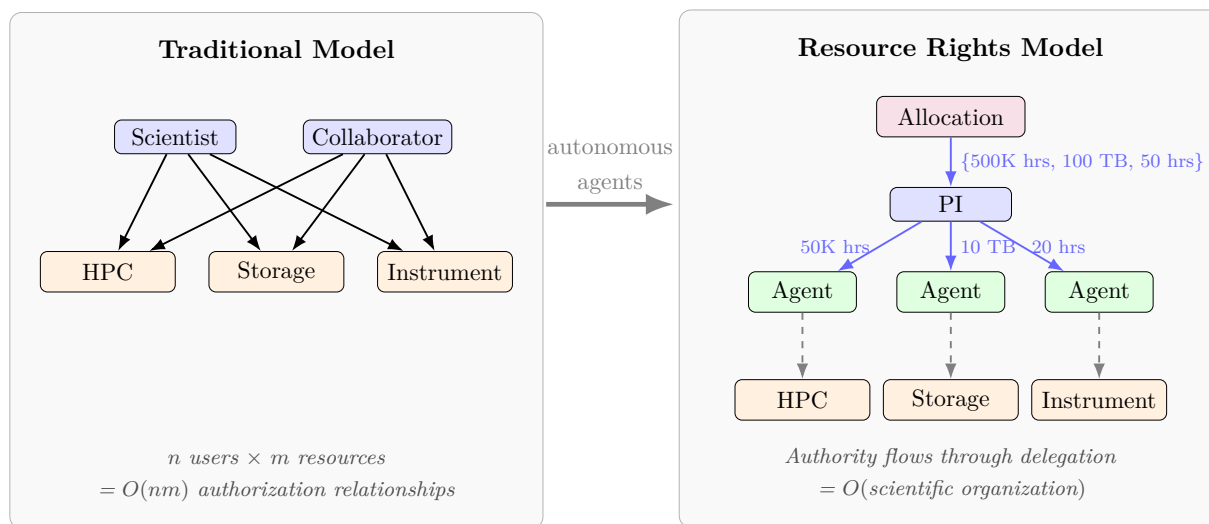 Traditional Model
Scientist
Collaborator
HPC
Storage
Instrument
n users × m resources
= O(nm) authorization relationships
autonomous
agents
Resource Rights Model
Allocation
{500K hrs, 100 TB, 50 hrs}
PI
50K hrs
10 TB
20 hrs
Agent
Agent
Agent
HPC
Storage
Instrument
Authority flows through delegation
= O(scientific organization)